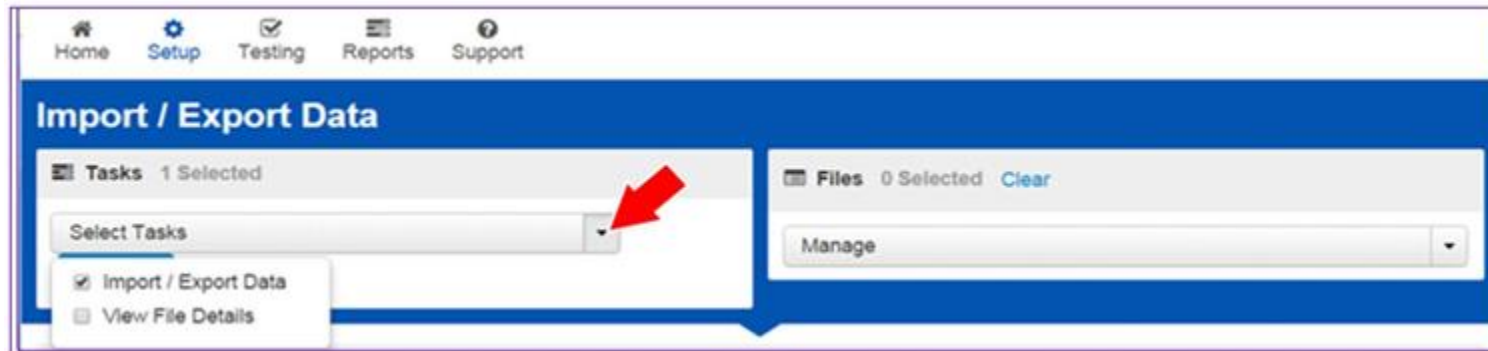 Home Setup Testing Reports Support
Import / Export Data
Tasks 1 Selected
Select Tasks
Import / Export Data
View File Details
Files 0 Selected Clear
Manage